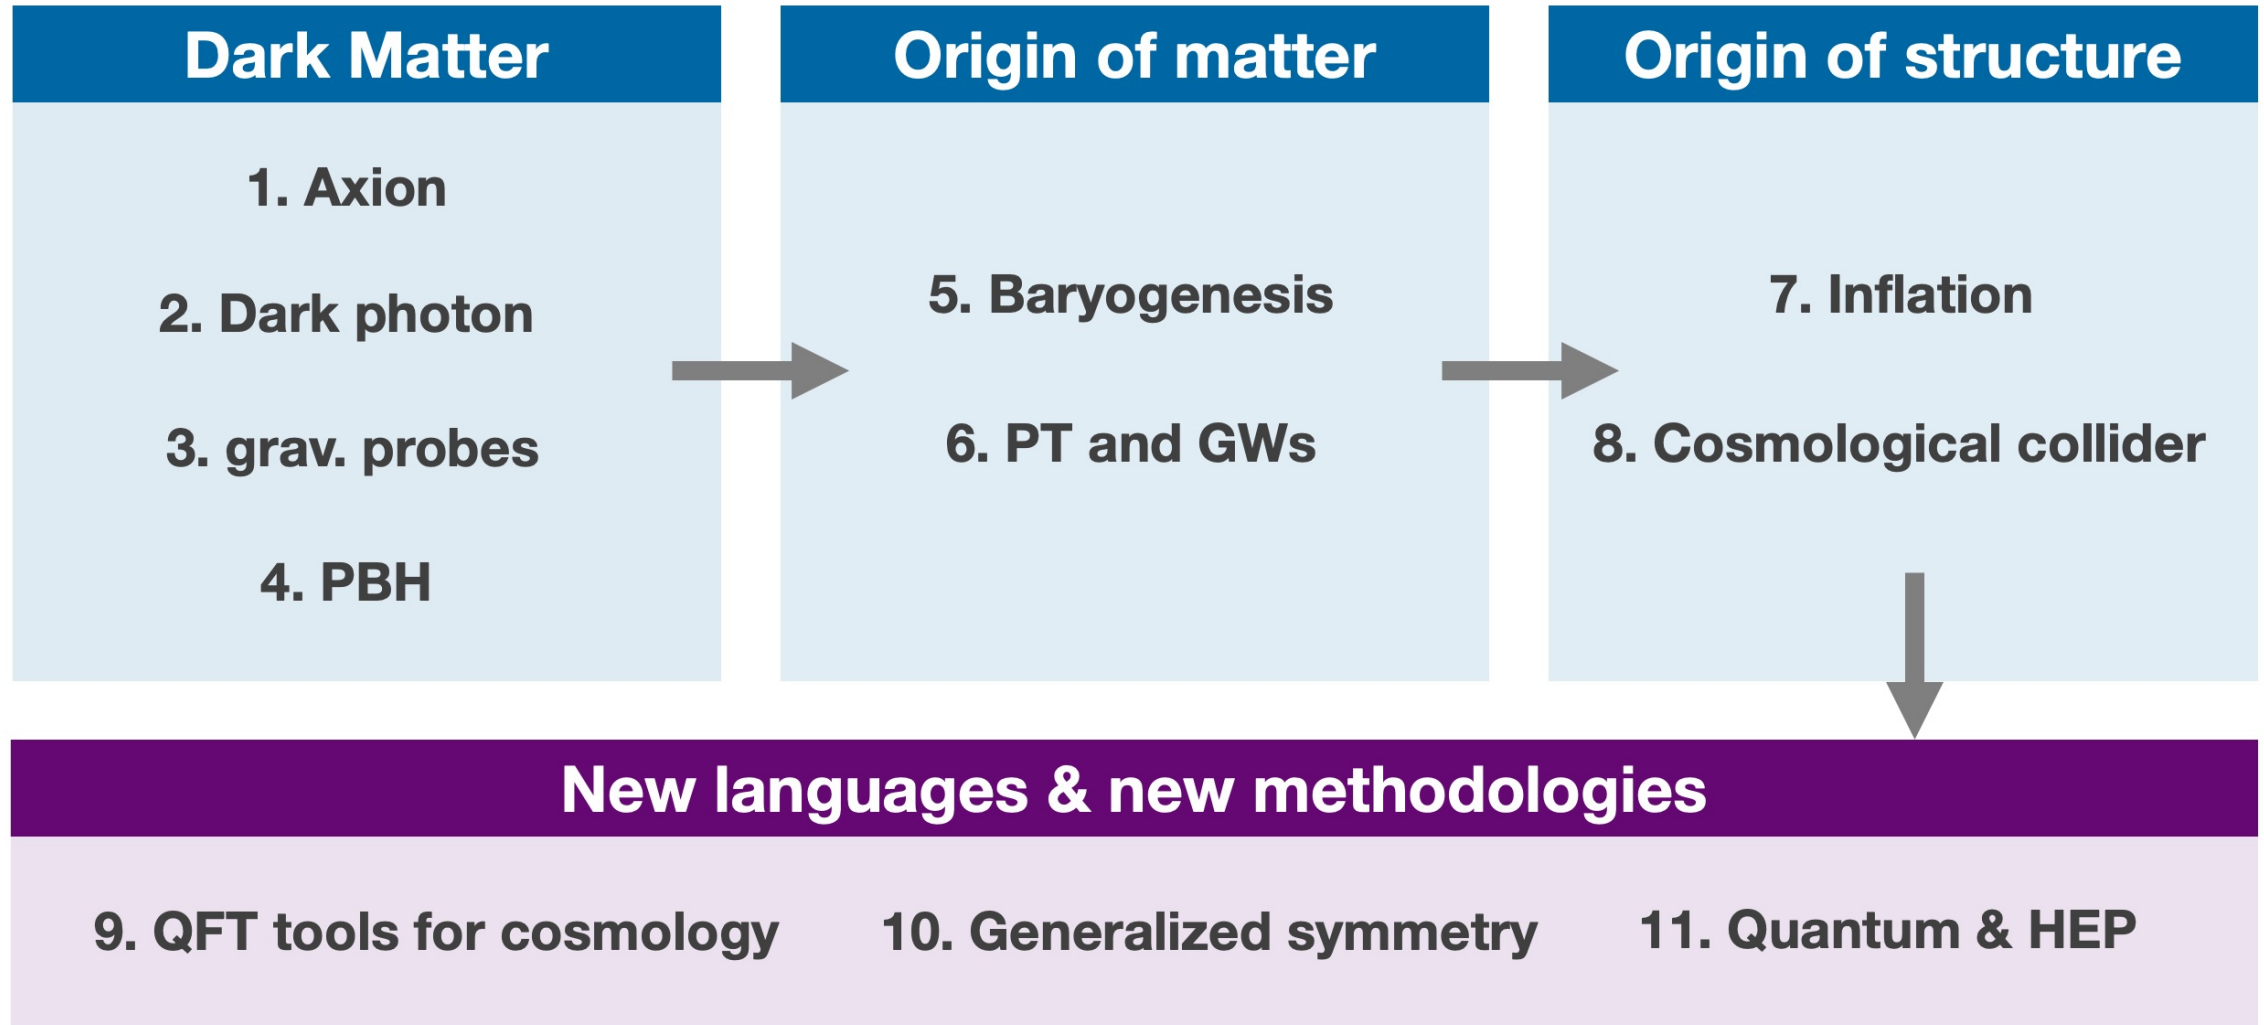 Dark Matter
1. Axion
2. Dark photon
3. grav. probes
4. PBH
Origin of matter
5. Baryogenesis
6. PT and GWs
Origin of structure
7. Inflation
8. Cosmological collider
New languages & new methodologies
9. QFT tools for cosmology
10. Generalized symmetry
11. Quantum & HEP